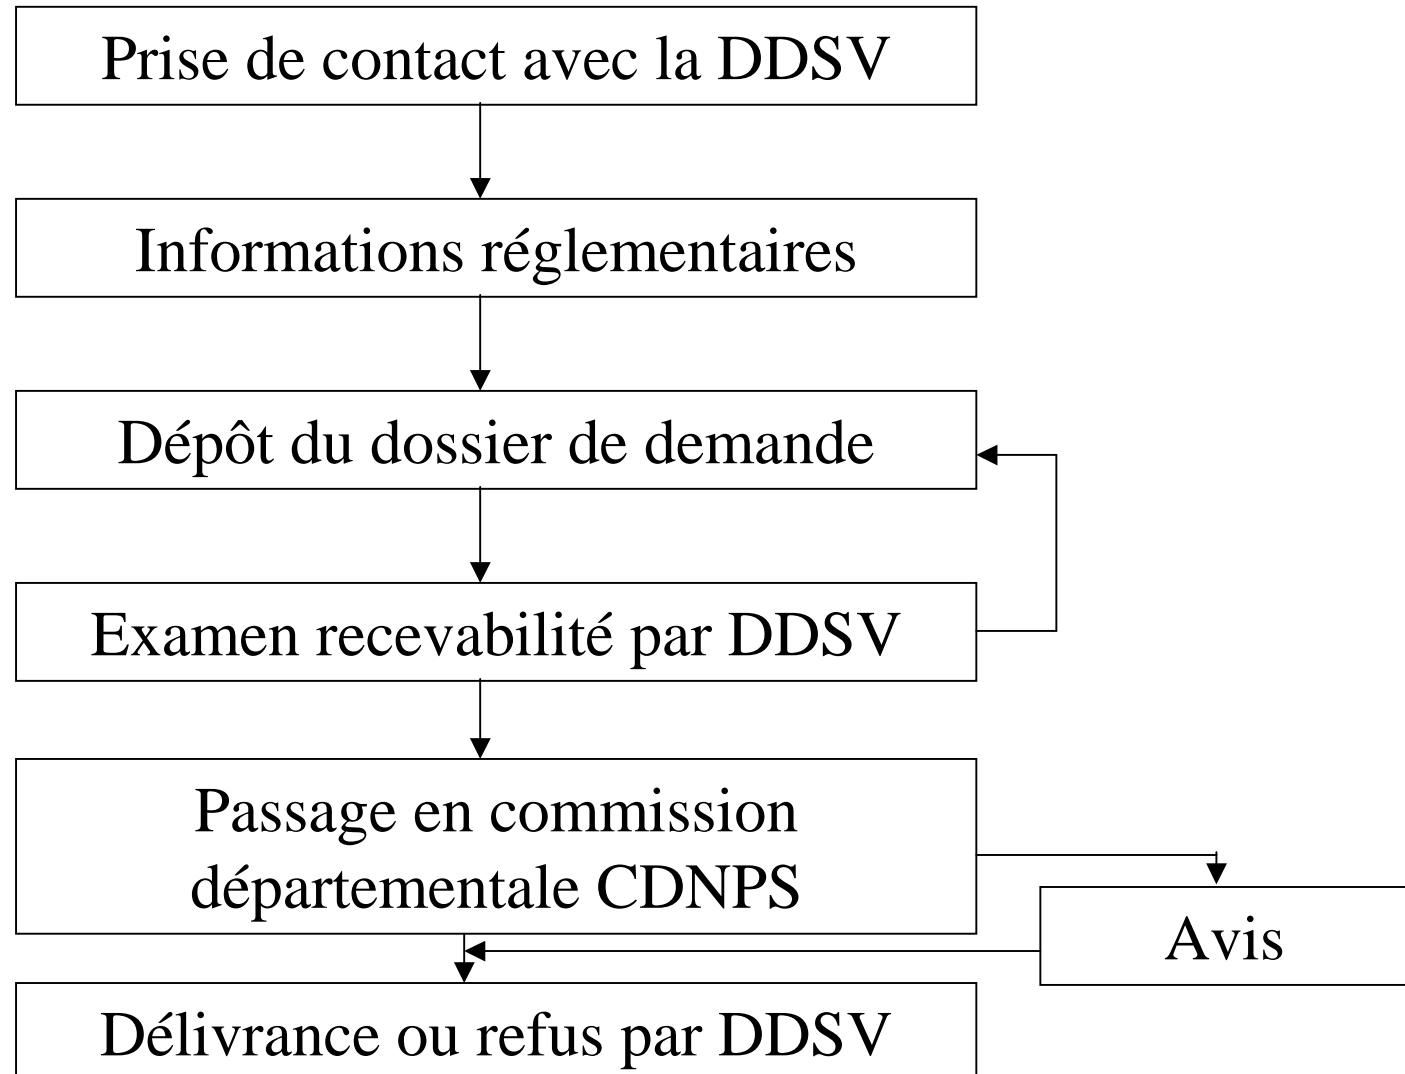 Prise de contact avec la DDSV
Informations réglementaires
Dépôt du dossier de demande
Examen recevabilité par DDSV
Passage en commission
départementale CDNPS
Avis
Délivrance ou refus par DDSV